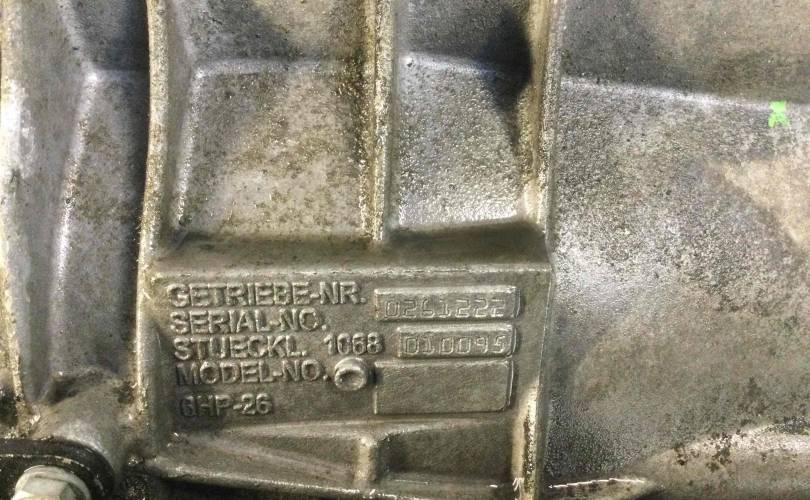 GETRIEBE-NR. 0261222
SERIAL-NO.
STUECKL. 1068 010095
MODEL-NO.
6HP-26